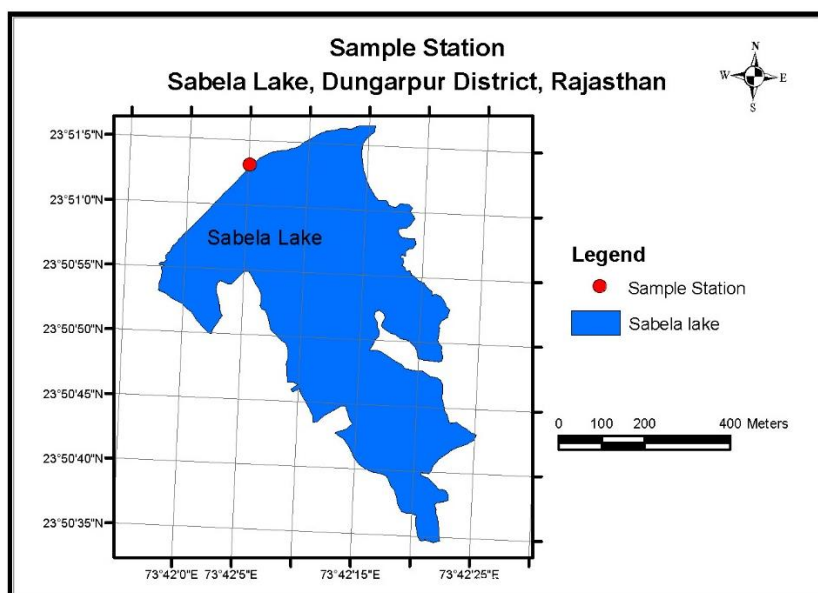 Sample Station
Sabela Lake, Dungarpur District, Rajasthan
N
W E
S
23°51'5"N
23°51'0"N
23°50'55"N
23°50'50"N
23°50'45"N
23°50'40"N
23°50'35"N
Sabela Lake
73°42'0"E 73°42'5"E 73°42'15"E 73°42'25"E
Legend
Sample Station
Sabela lake
0 100 200 400 Meters